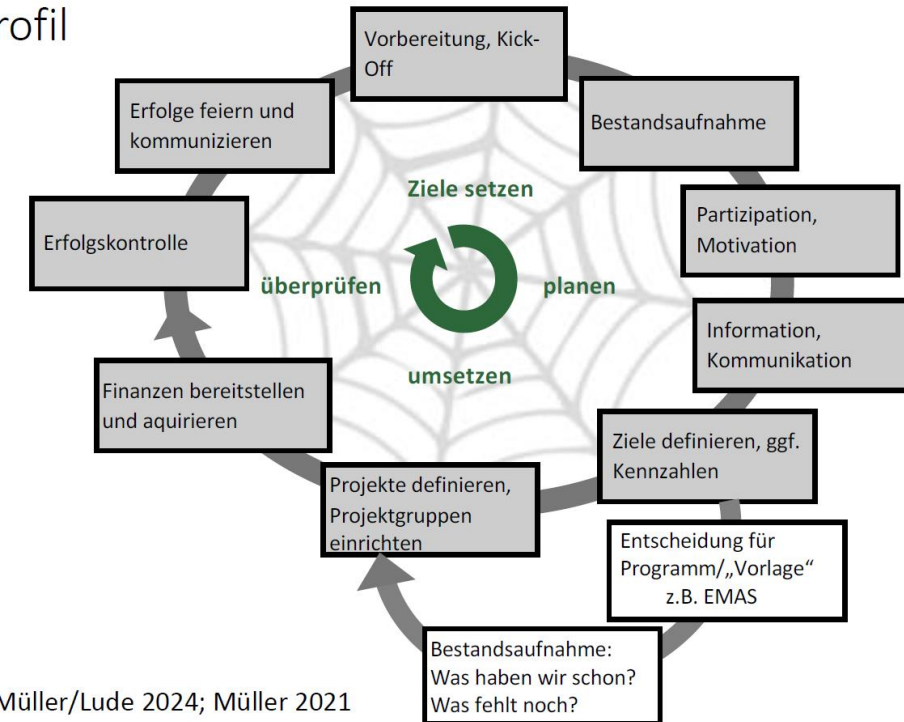 rofil
Vorbereitung, Kick-
Off
Bestandsaufnahme
Partizipation,
Motivation
Information,
Kommunikation
Ziele definieren, ggf.
Kennzahlen
Entscheidung für
Programm/„Vorlage“
z.B. EMAS
Bestandsaufnahme:
Was haben wir schon?
Was fehlt noch?
Projekte definieren,
Projektgruppen
einrichten
Finanzen bereitstellen
und aquirieren
Erfolgskontrolle
Erfolge feiern und
kommunizieren
Ziele setzen
planen
umsetzen
überprüfen
Müller/Lude 2024; Müller 2021